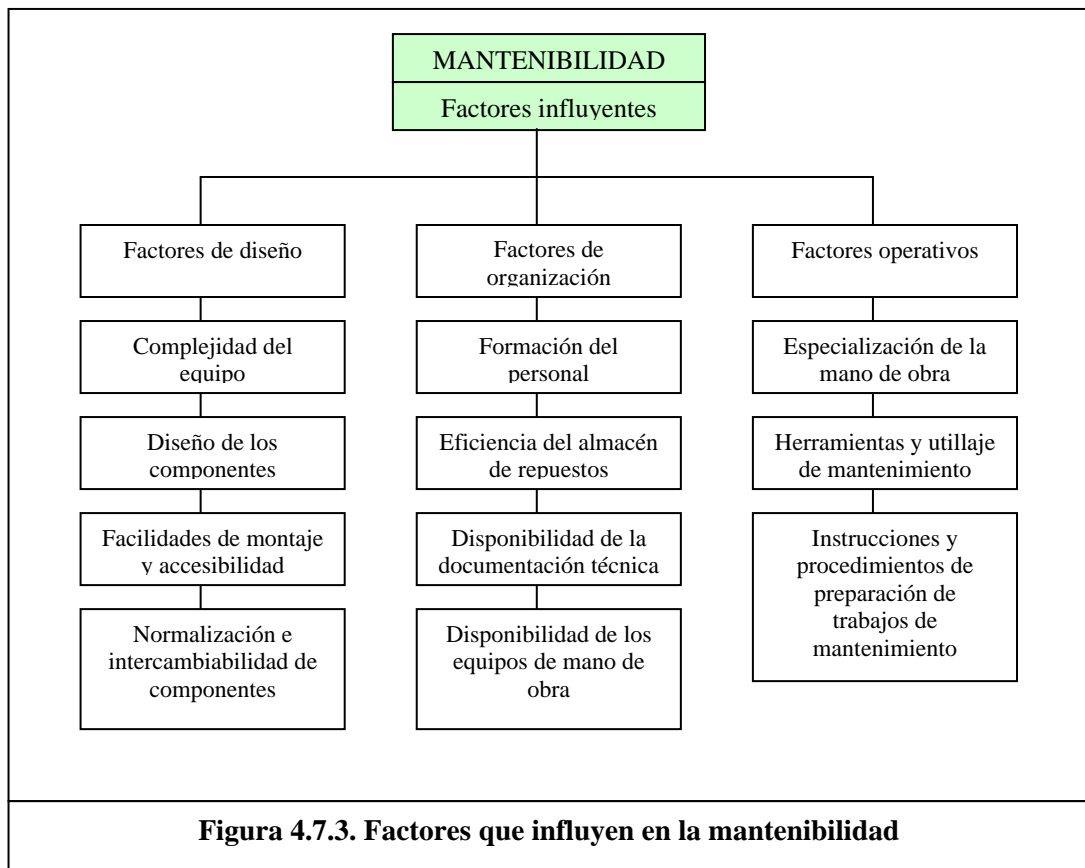 MANTENIBILIDAD
Factores influyentes
Factores de diseño
Complejidad del
equipo
Diseño de los
componentes
Facilidades de montaje
y accesibilidad
Normalización e
intercambiabilidad de
componentes
Factores de
organización
Formación del
personal
Eficiencia del almacén
de repuestos
Disponibilidad de la
documentación técnica
Disponibilidad de los
equipos de mano de
obra
Factores operativos
Especialización de la
mano de obra
Herramientas y utillaje
de mantenimiento
Instrucciones y
procedimientos de
preparación de
trabajos de
mantenimiento
Figura 4.7.3. Factores que influyen en la mantenibilidad